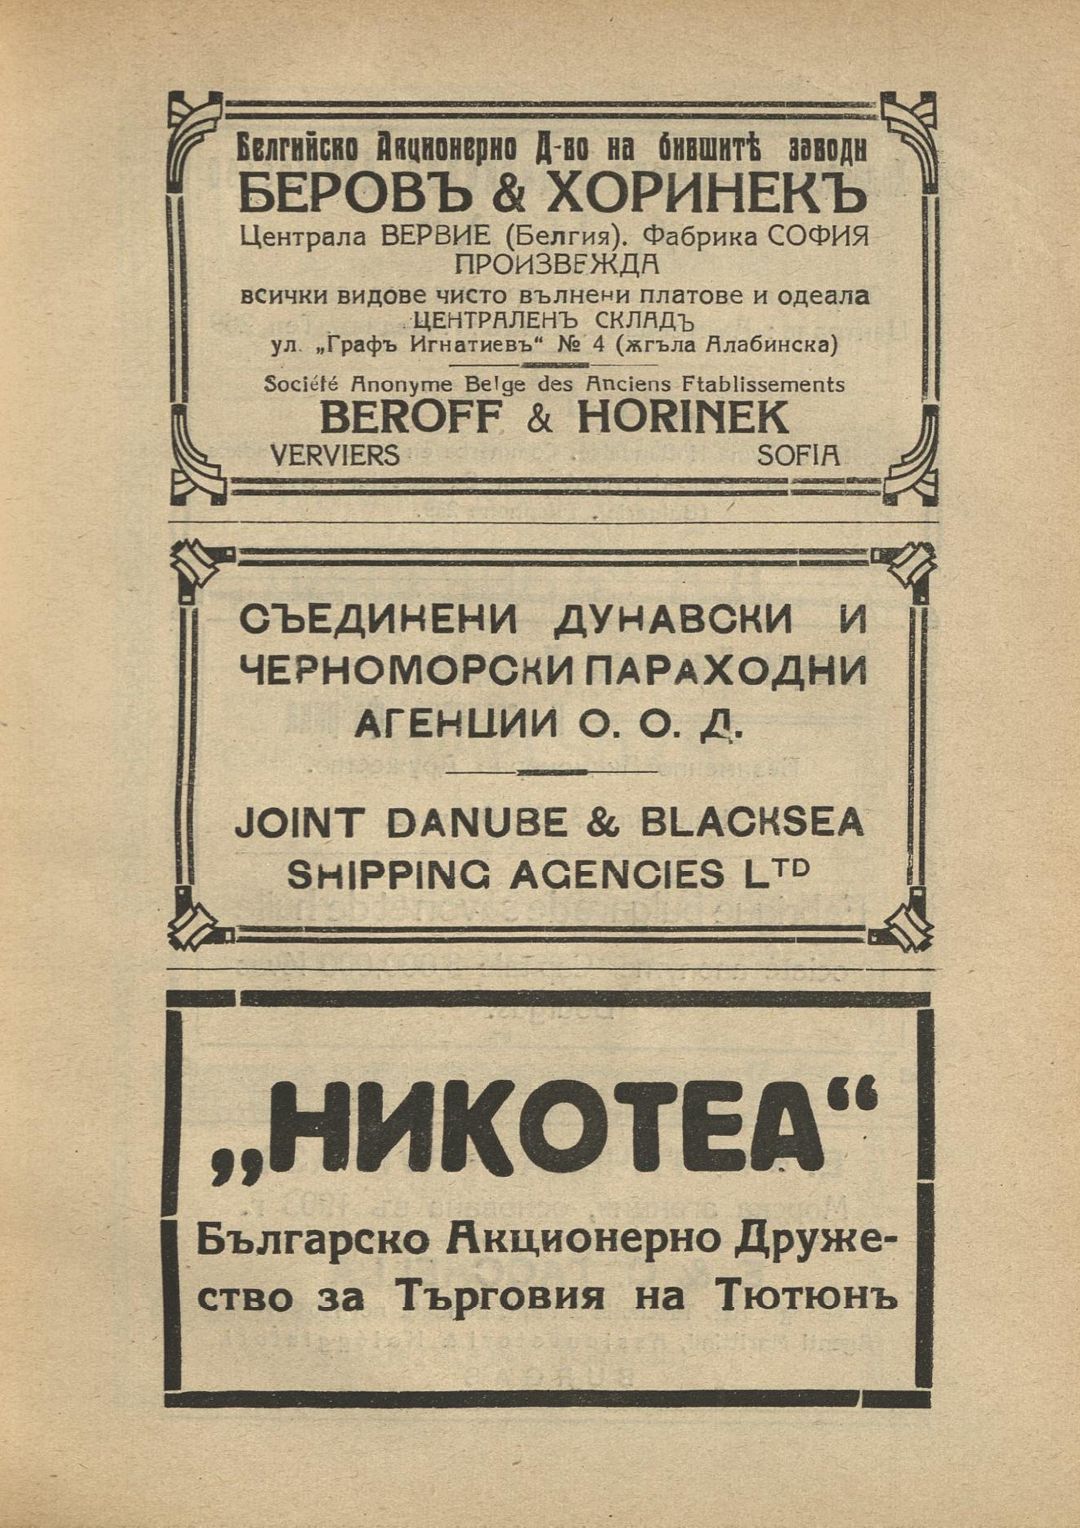 Белгийско Акционерно Д-во на бившитѣ заводи
БЕРОВЪ & ХОРИНЕКЪ
Централа ВЕРВИЕ (Белгия). Фабрика СОФИЯ
ПРОИЗВЕЖДА
всички видове чисто вълнени платове и одеала
ЦЕНТРАЛЕНЪ СКЛАДЪ
ул. „Графъ Игнатиевъ“ № 4 (ѫгъла Алабинска)
Société Anonyme Belge des Anciens Etablissements
BEROFF & HORINEK
VERVIERS SOFIA
СЪЕДИНЕНИ ДУНАВСКИ И
ЧЕРНОМОРСКИ ПАРАХОДНИ
АГЕНЦИИ О. О. Д.
JOINT DANUBE & BLACKSEA
SHIPPING AGENCIES LTD
„НИКОТЕА“
Българско Акционерно Друже-
ство за Търговия на Тютюнъ